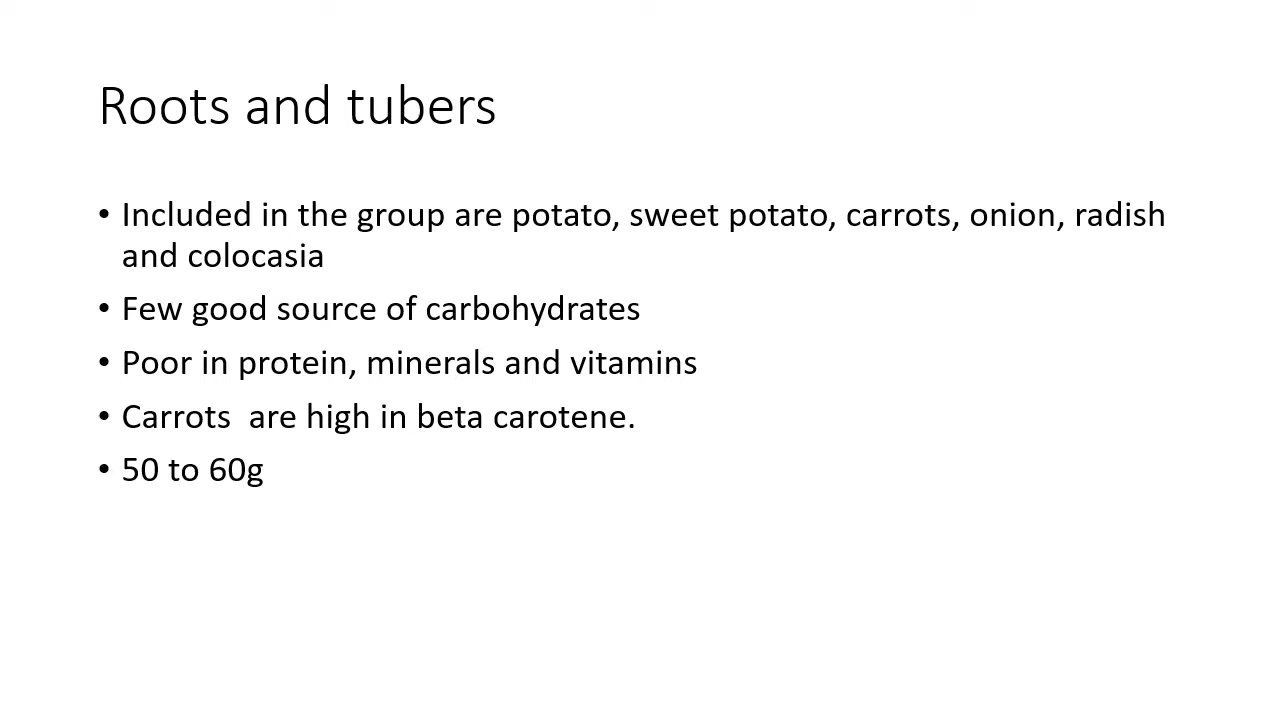 Roots and tubers
• Included in the group are potato, sweet potato, carrots, onion, radish
and colocasia
• Few good source of carbohydrates
• Poor in protein, minerals and vitamins
• Carrots  are high in beta carotene.
• 50 to 60g